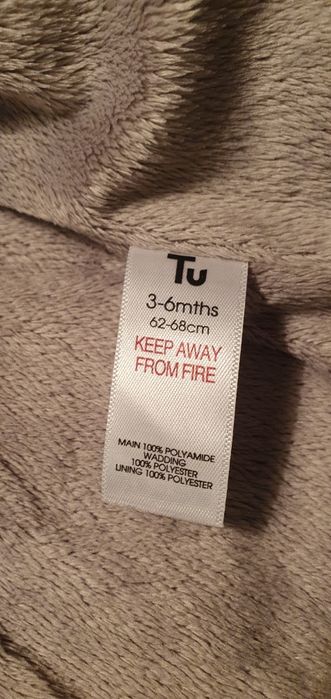 Tu
3-6mths
62-68cm
KEEP AWAY
FROM FIRE
MAIN 100% POLYAMIDE
WADDING
100% POLYESTER
LINING 100% POLYESTER